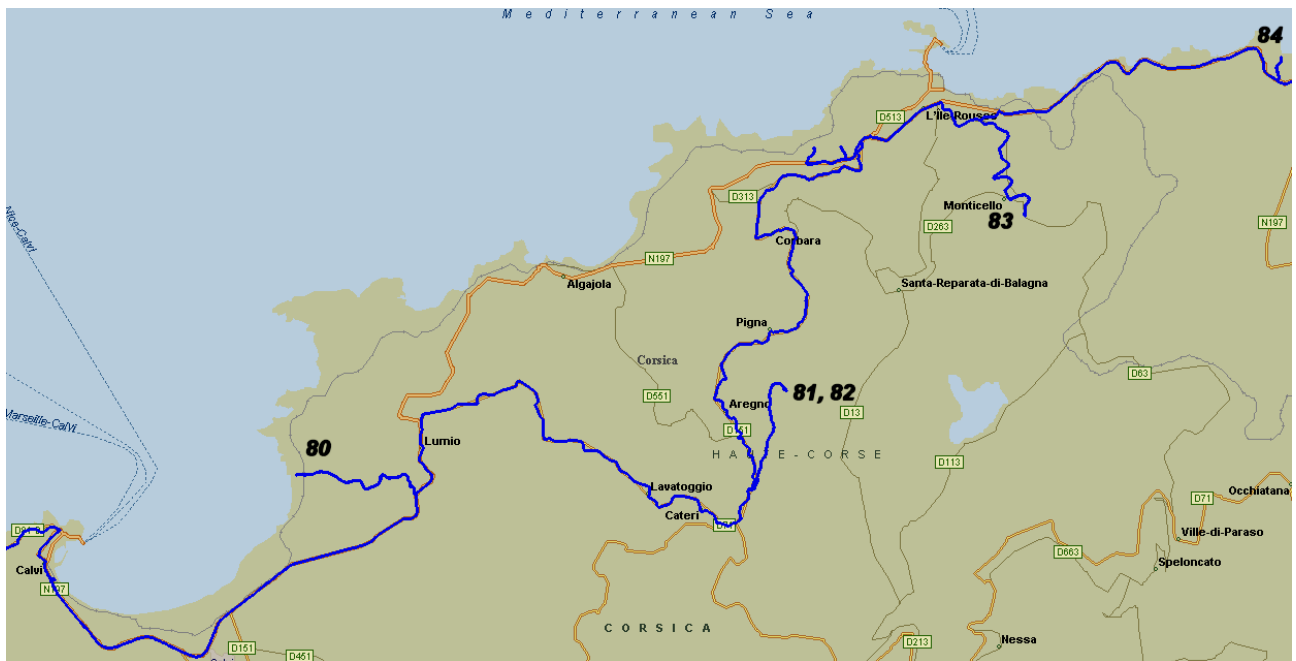 Mediterranean Sea
84
D513
L'Ile Rousse
Nice-Calvi
D313
Monticello
83
D263
Corbara
N197
N197
Algajola
Santa-Reparata-di-Balagna
Pigna
Corsica
D63
81, 82
D551
Aregno
D13
80
Lumio
HAUTE-CORSE
Marseille-Calvi
D113
Lavatoggio
Occhiatana
D71
Cateri
Ville-di-Paraso
D663
Speloncato
Calvi
N197
CORSICA
D151
D451
D213
Nessa